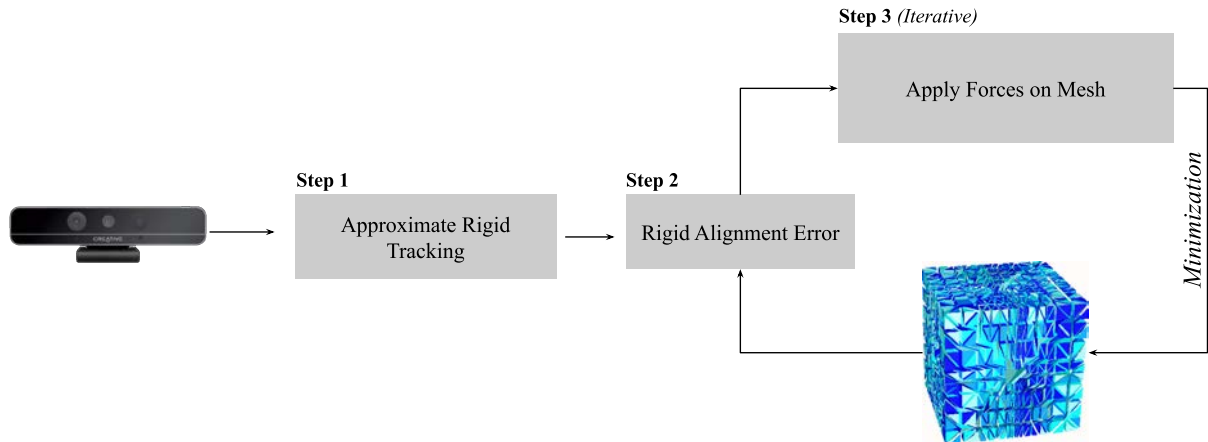 Step 3 (Iterative)
Apply Forces on Mesh
Step 1
Approximate Rigid
Tracking
Step 2
Rigid Alignment Error
Minimization
CREATIVE